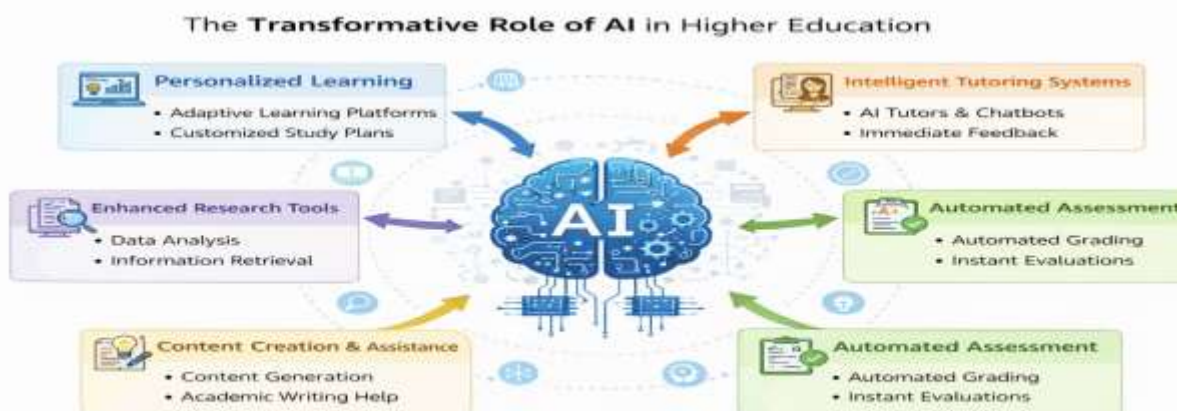 The Transformative Role of AI in Higher Education
Personalized Learning
• Adaptive Learning Platforms
• Customized Study Plans
Intelligent Tutoring Systems
• AI Tutors & Chatbots
• Immediate Feedback
Enhanced Research Tools
• Data Analysis
• Information Retrieval
AI
Automated Assessment
• Automated Grading
• Instant Evaluations
Content Creation & Assistance
• Content Generation
• Academic Writing Help
Automated Assessment
• Automated Grading
• Instant Evaluations